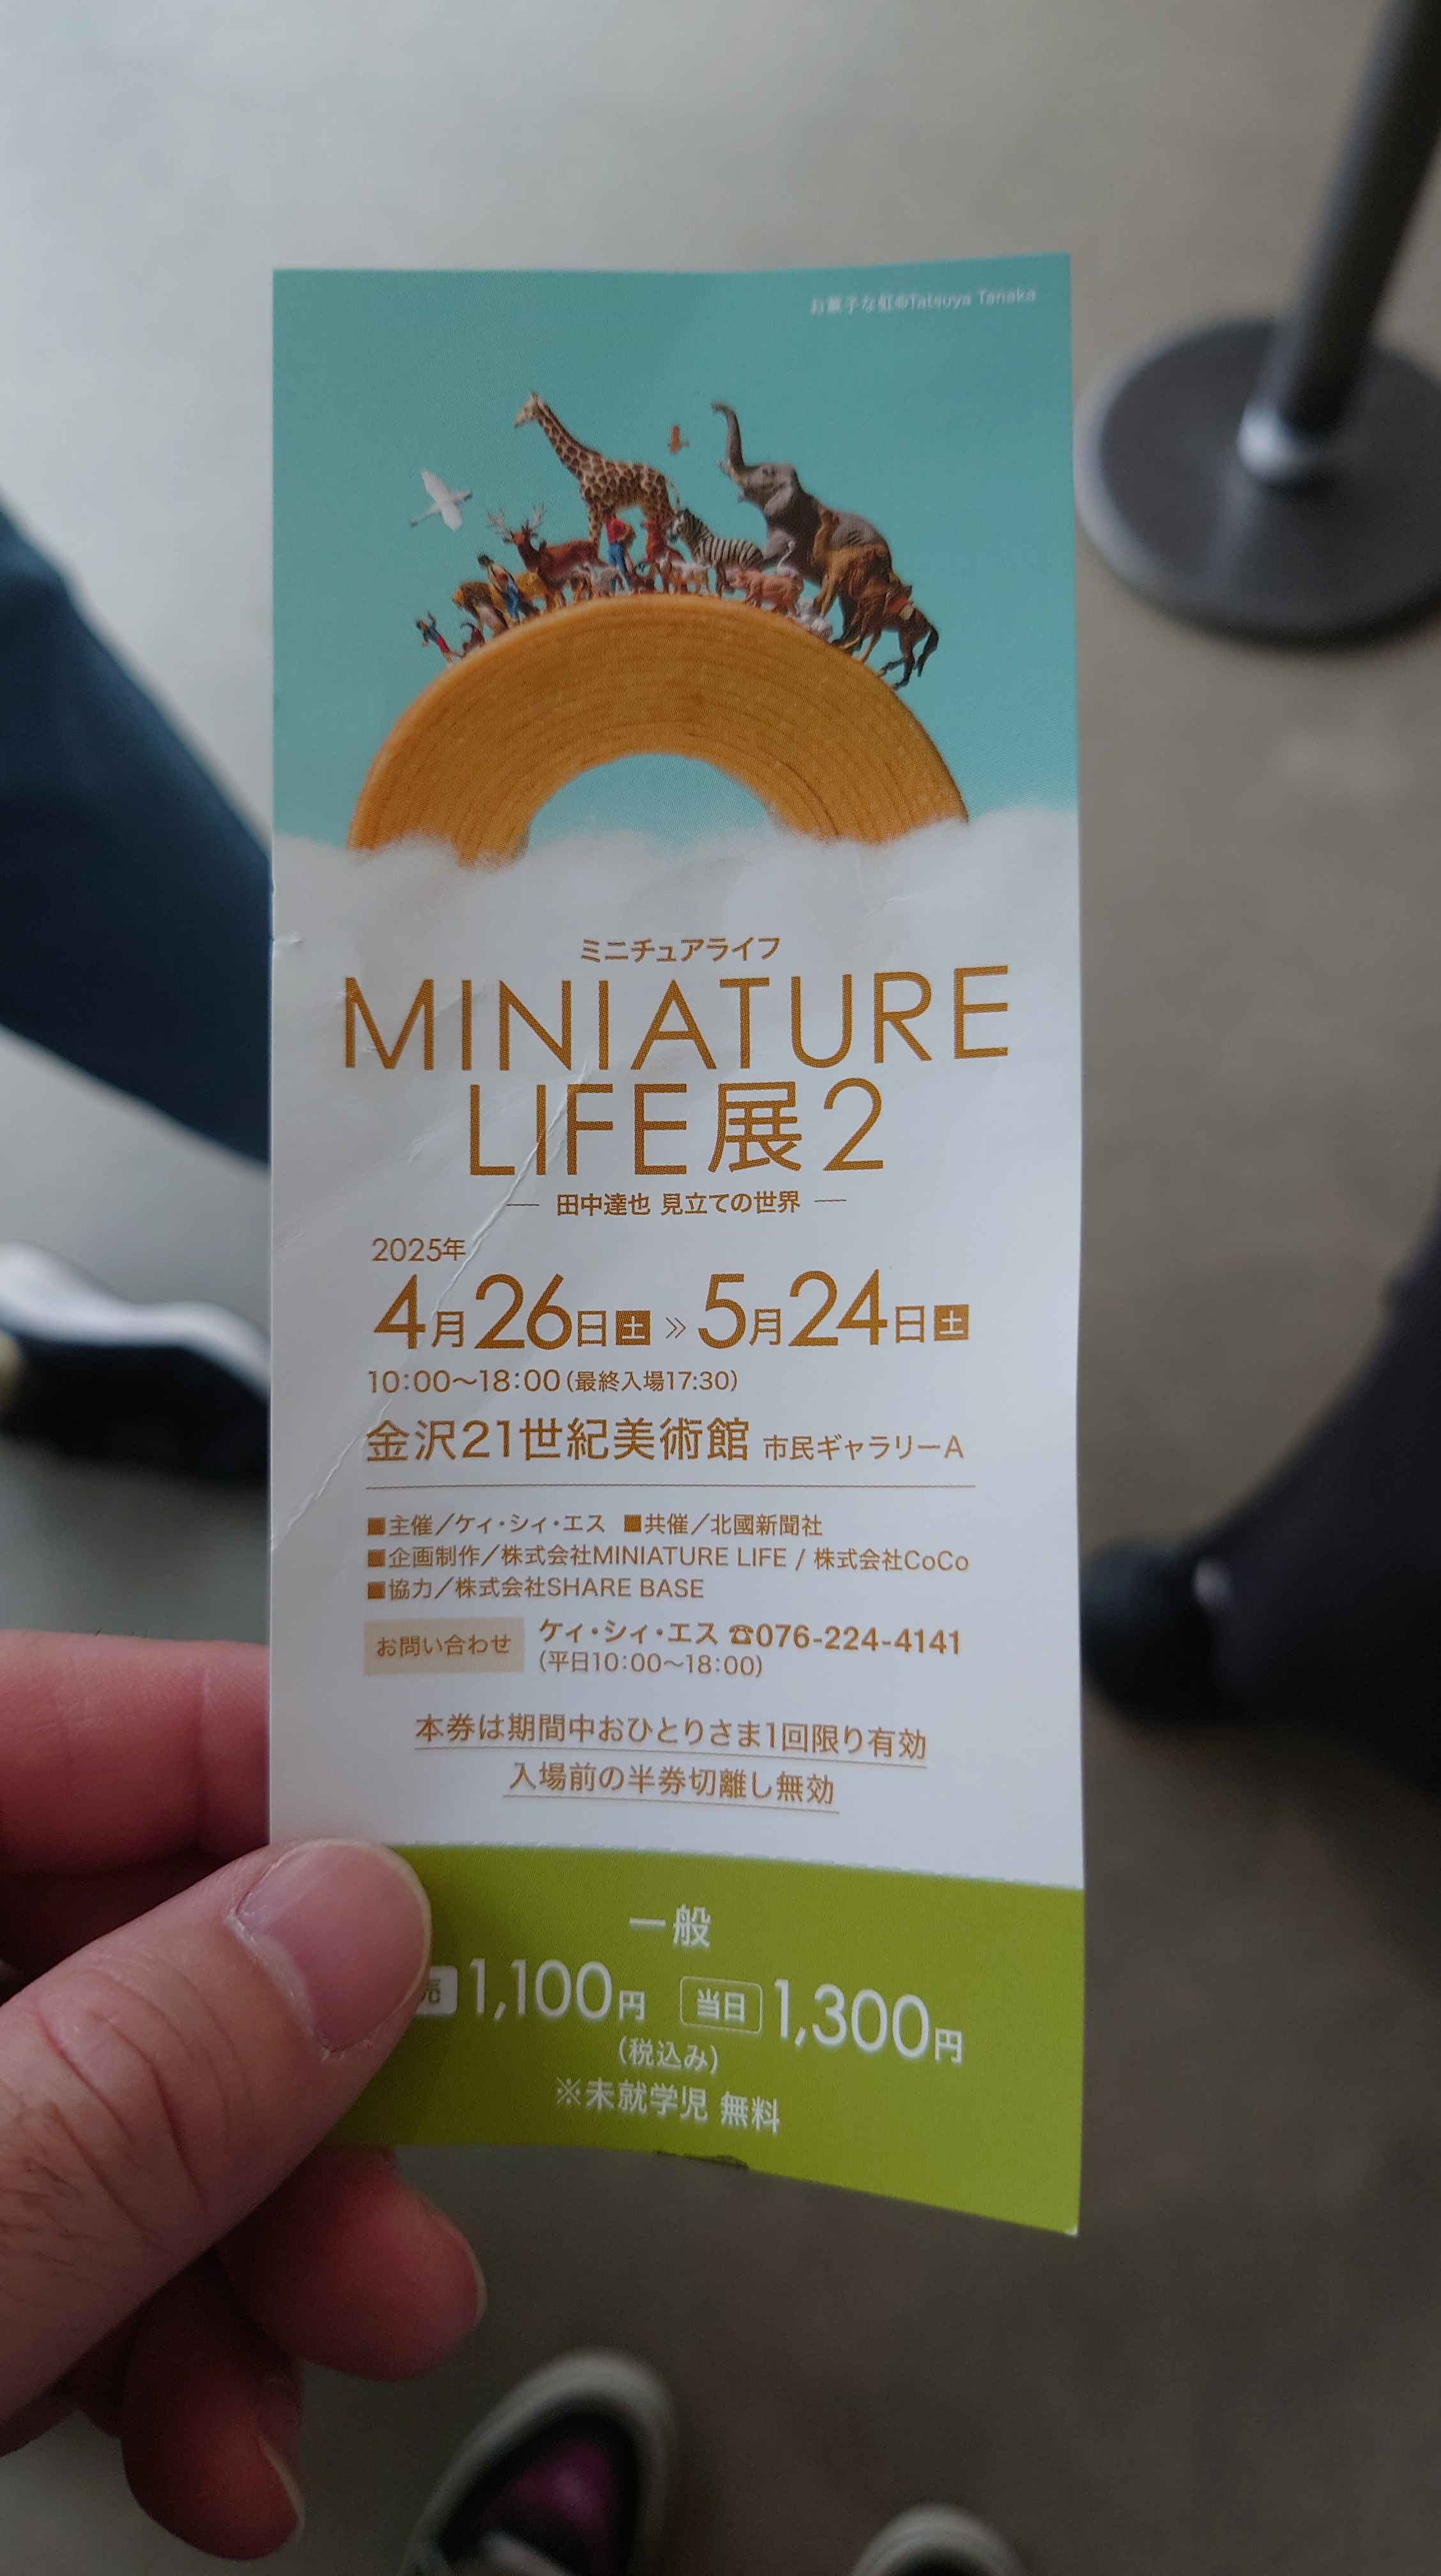 お菓子な虹©Tatsuya Tanaka
ミニチュアライフ
MINIATURE
LIFE展2
田中達也 見立ての世界
2025年
4月26日土 》 5月24日土
10:00〜18:00(最終入場17:30)
金沢21世紀美術館 市民ギャラリーA
■主催/ケィ・シィ・エス ■共催/北國新聞社
■企画制作/株式会社MINIATURE LIFE / 株式会社CoCo
■協力/株式会社SHARE BASE
お問い合わせ ケィ・シィ・エス ☎076-224-4141
(平日10:00〜18:00)
本券は期間中おひとりさま1回限り有効
入場前の半券切離し無効
一般
売 1,100円 当日 1,300円
(税込み)
※未就学児 無料